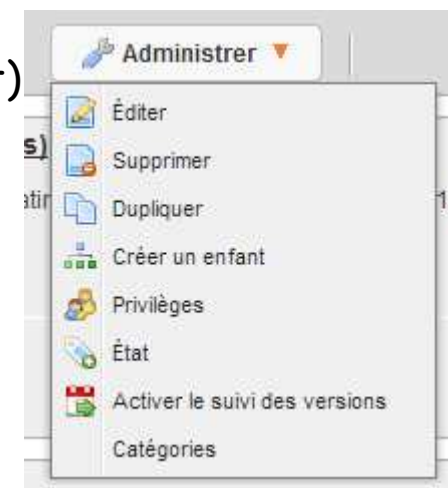 Administrer
r)
Éditer
s)
Supprimer
Dupliquer
Créer un enfant
Privilèges
État
Activer le suivi des versions
Catégories